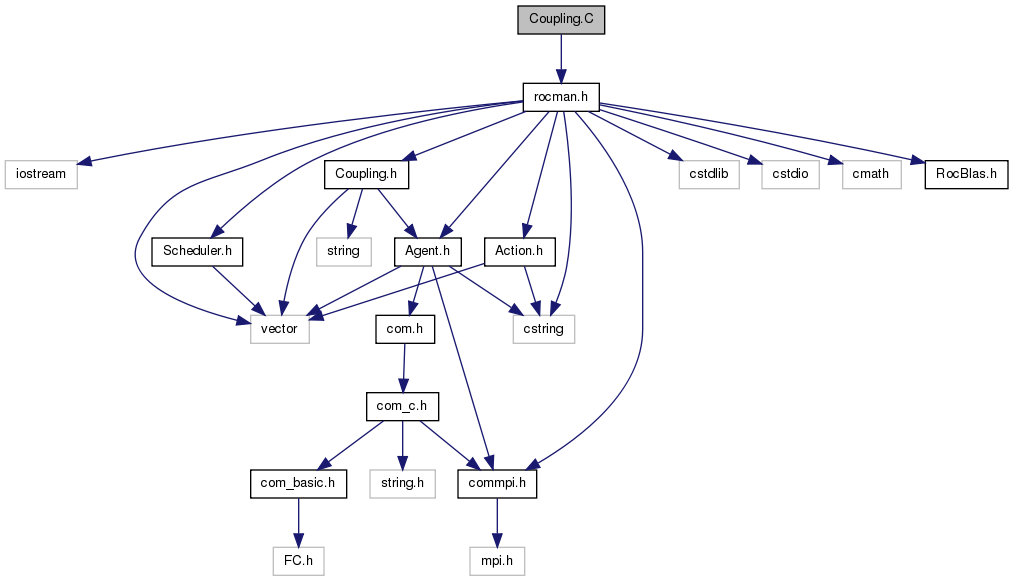 Coupling.C
rocman.h
iostream
Coupling.h
cstdlib
cstdio
cmath
RocBlas.h
Scheduler.h
string
Agent.h
Action.h
vector
com.h
cstring
com_c.h
com_basic.h
string.h
commpi.h
FC.h
mpi.h